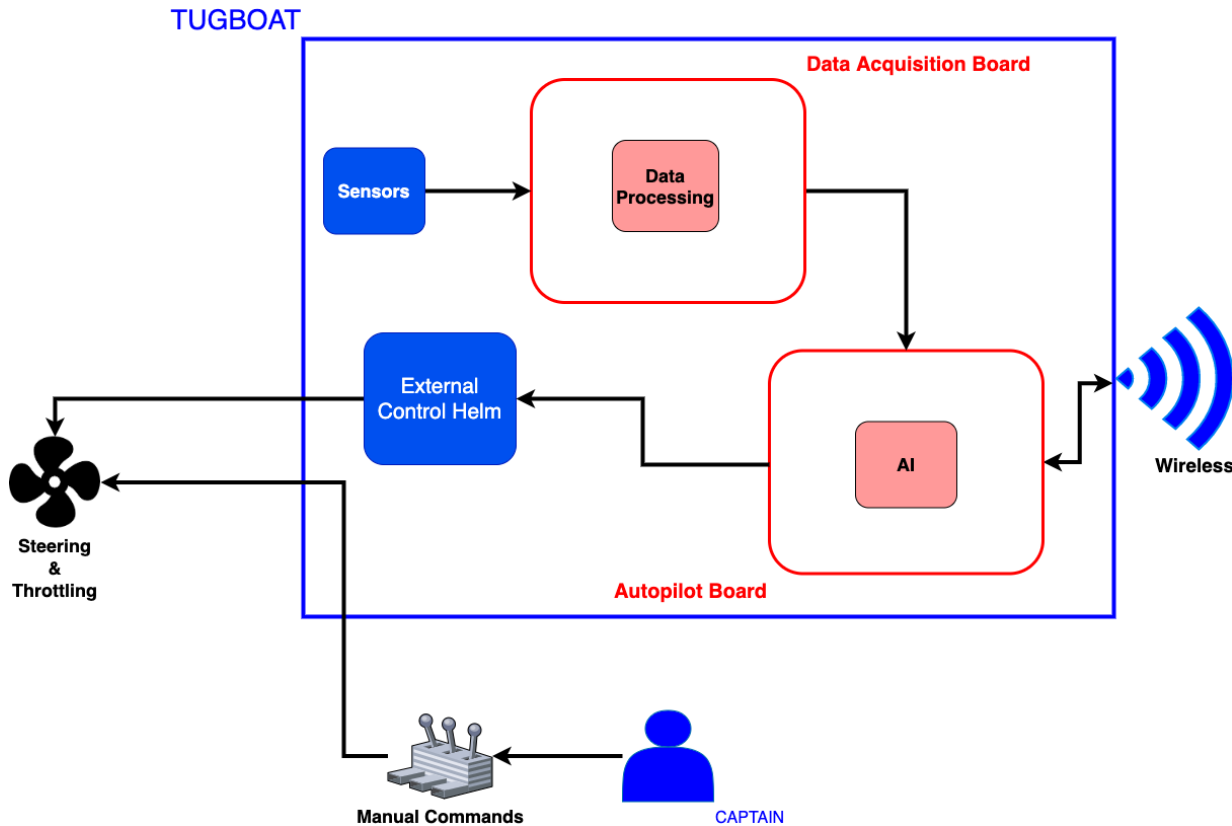 TUGBOAT
Data Acquisition Board
Sensors
Data
Processing
External
Control Helm
AI
Wireless
Steering
&
Throttling
Autopilot Board
Manual Commands
CAPTAIN